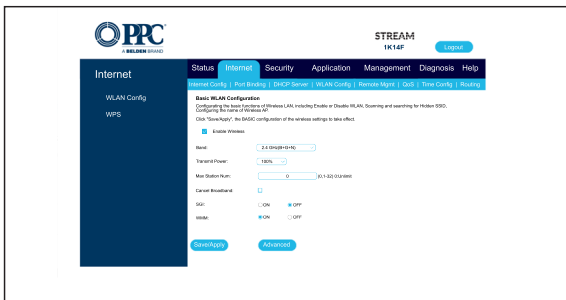 PPC
A BELDEN BRAND
STREAM
1K14F
Logout
Internet
Status Internet Security Application Management Diagnosis Help
Internet Config | Port Binding | DHCP Server | WLAN Config | Remote Mgmt | QoS | Time Config | Routing
WLAN Config
WPS
Basic WLAN Configuration
Configurating the basic functions of Wireless LAN, including Enable or Disable WLAN, Scanning and searching for Hidden SSID,
Configuring the name of Wireless AP.
Click "Save/Apply", the BASIC configuration of the wireless settings to take effect.
Enable Wireless
Band: 2.4 GHz(B+G+N)
Transmit Power: 100%
Max Station Num: 0 (0,1-32) 0:Unlimit
Cancel Broadband:
SGI: ON OFF
WMM: ON OFF
Save/Apply Advanced